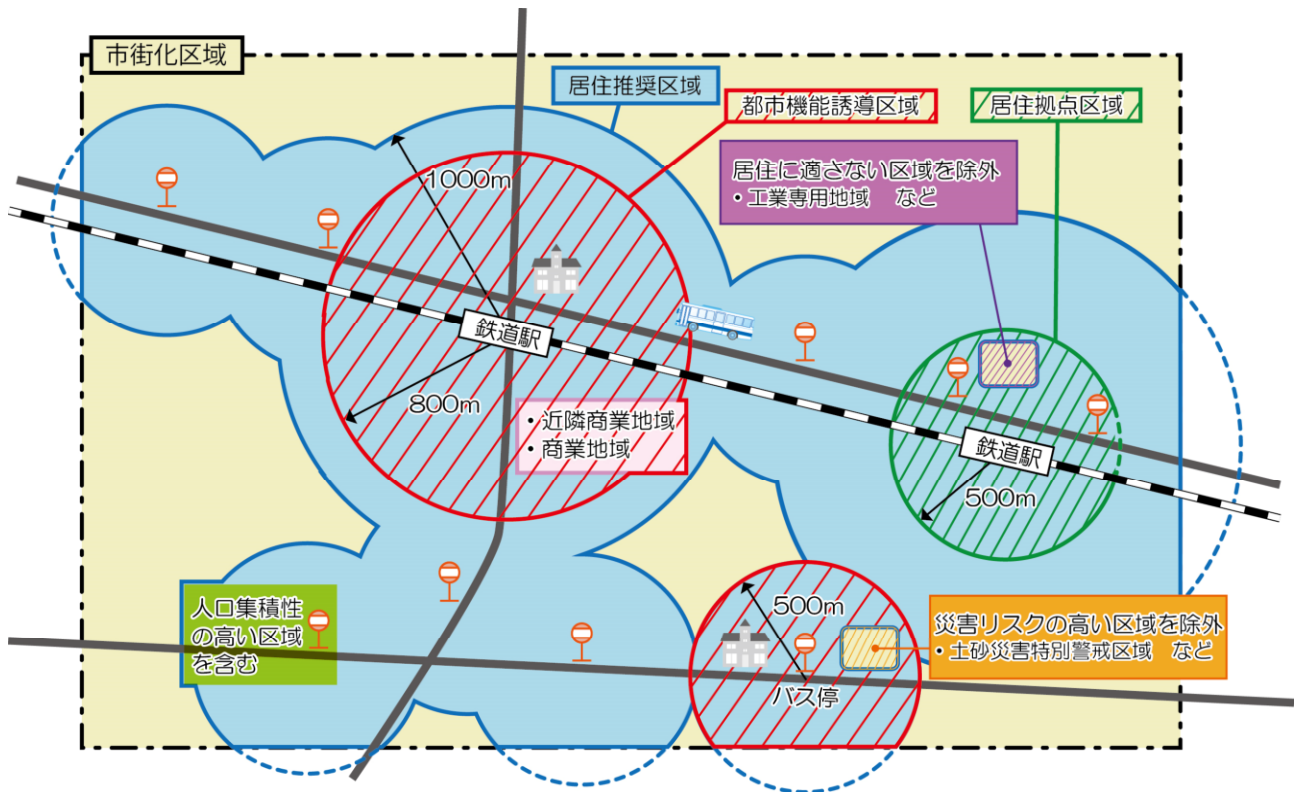 市街化区域
居住推奨区域
都市機能誘導区域
居住拠点区域
居住に適さない区域を除外
・工業専用地域 など
1000m
鉄道駅
800m
・近隣商業地域
・商業地域
鉄道駅
500m
人口集積性
の高い区域
を含む
500m
バス停
災害リスクの高い区域を除外
・土砂災害特別警戒区域 など